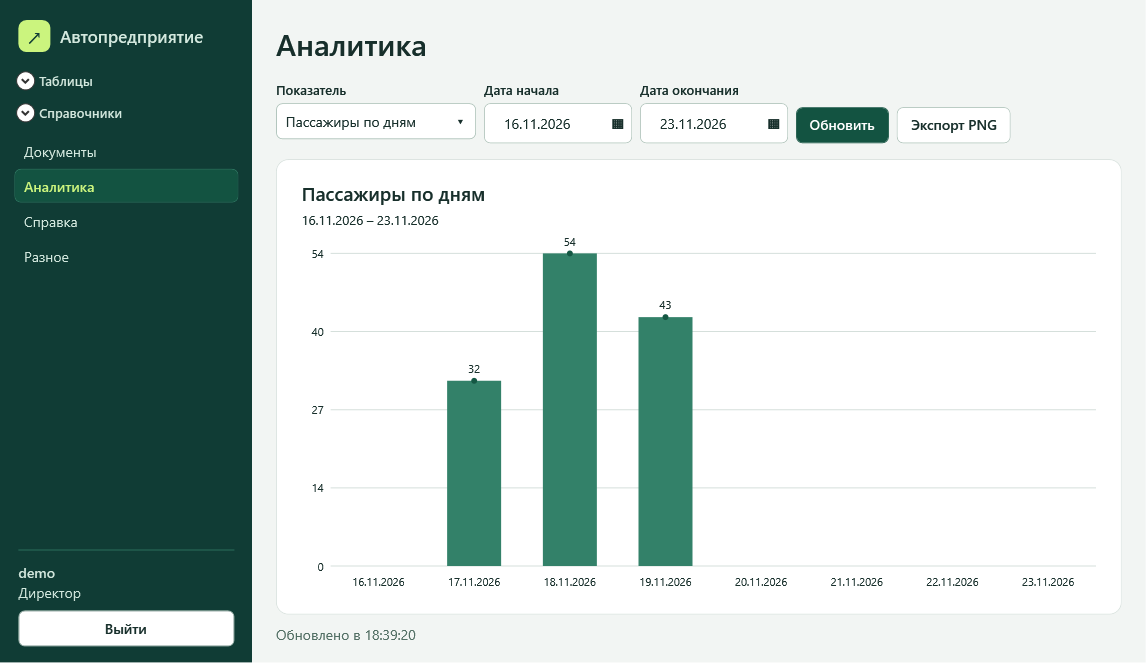 Автопредприятие
Таблицы
Справочники
Документы
Аналитика
Справка
Разное
demo
Директор
Выйти
Аналитика
Показатель Дата начала Дата окончания
Пассажиры по дням 16.11.2026 23.11.2026 Обновить Экспорт PNG
Пассажиры по дням
16.11.2026 – 23.11.2026
54
54
43
40
32
27
14
0
16.11.2026 17.11.2026 18.11.2026 19.11.2026 20.11.2026 21.11.2026 22.11.2026 23.11.2026
Обновлено в 18:39:20